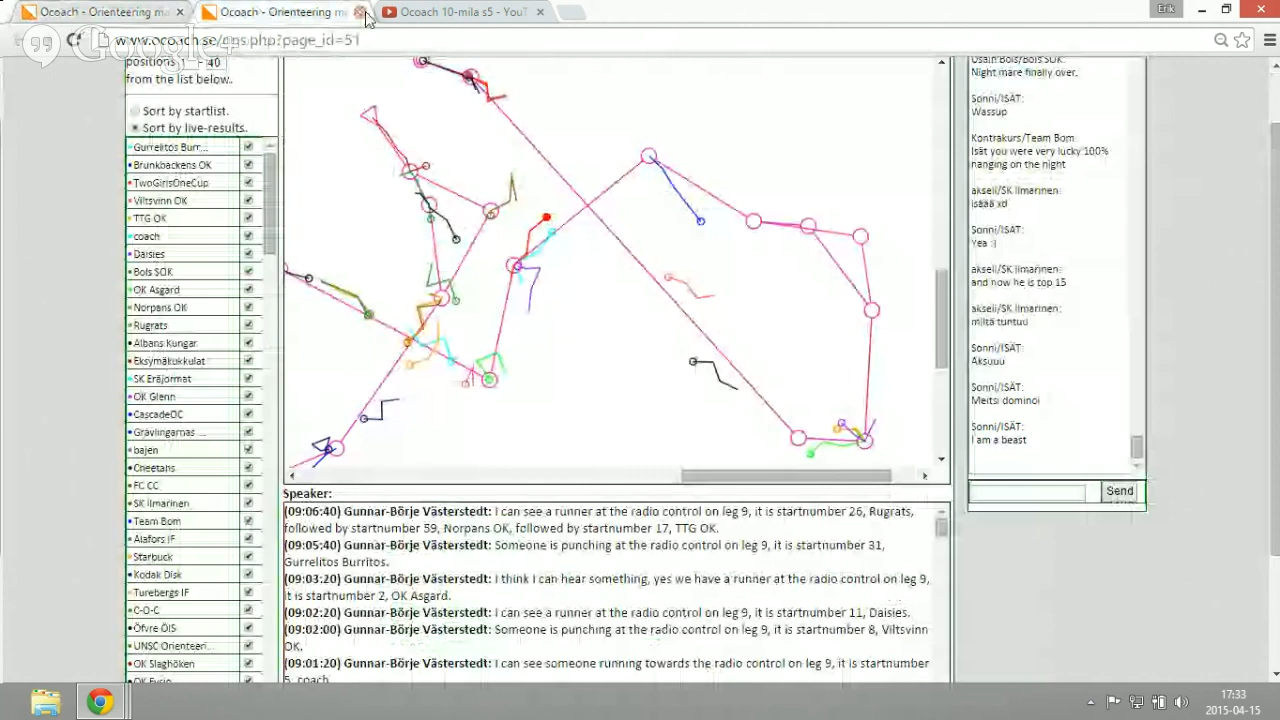 Ocoach - Orienteering ma
Ocoach - Orienteering me
Ocoach 10-mila s5 - YouT
Erik
Google+
www.ocoach.se/ page_id=51
positions 40
from the list below.
Sort by startlist.
Sort by live-results.
Gurrelitos Burr...
Brunkbackens OK
TwoGirlsOneCup
Viltsvinn OK
TTG OK
coach
Daisies
Bois SOK
OK Asgard
Norpans OK
Rugrats
Albans Kungar
Eksymäkukkulat
SK Eräjormat
OK Glenn
CascadeOC
Grävlingarnas ...
bajen
Cheetahs
FC CC
SK Ilmarinen
Team Bom
Alafors IF
Starbuck
Kodak Disk
Turebergs IF
C-O-C
Öfvre ÖIS
UNSC Orienteeri...
OK Slaghöken
Usain Bois/Bois SOK:
Night mare finally over.
Sonni/ISÄT:
Wassup
Kontrakurs/Team Bom
Isät you were very lucky 100%
hanging on the night
akseli/SK Ilmarinen:
isäää xd
Sonni/ISÄT:
Yea :)
akseli/SK Ilmarinen:
and now he is top 15
akseli/SK Ilmarinen:
miltä tuntuu
Sonni/ISÄT:
Aksuuu
Sonni/ISÄT:
Meitsi dominoi
Sonni/ISÄT:
I am a beast
Send
Speaker:
(09:06:40) Gunnar-Börje Västerstedt: I can see a runner at the radio control on leg 9, it is startnumber 26, Rugrats,
followed by startnumber 59, Norpans OK, followed by startnumber 17, TTG OK.
(09:05:40) Gunnar-Börje Västerstedt: Someone is punching at the radio control on leg 9, it is startnumber 31,
Gurrelitos Burritos.
(09:03:20) Gunnar-Börje Västerstedt: I think I can hear something, yes we have a runner at the radio control on leg 9,
it is startnumber 2, OK Asgard.
(09:02:20) Gunnar-Börje Västerstedt: I can see a runner at the radio control on leg 9, it is startnumber 11, Daisies.
(09:02:00) Gunnar-Börje Västerstedt: Someone is punching at the radio control on leg 9, it is startnumber 8, Viltsvinn
OK.
(09:01:20) Gunnar-Börje Västerstedt: I can see someone running towards the radio control on leg 9, it is startnumber
5, coach
17:33
2015-04-15